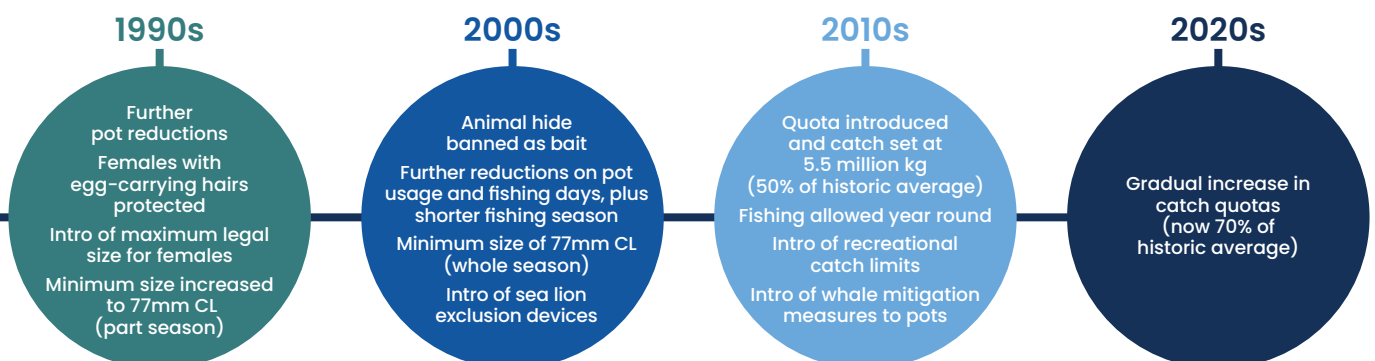 1990s
Further
pot reductions
Females with
egg-carrying hairs
protected
Intro of maximum legal
size for females
Minimum size increased
to 77mm CL
(part season)
2000s
Animal hide
banned as bait
Further reductions on pot
usage and fishing days, plus
shorter fishing season
Minimum size of 77mm CL
(whole season)
Intro of sea lion
exclusion devices
2010s
Quota introduced
and catch set at
5.5 million kg
(50% of historic average)
Fishing allowed year round
Intro of recreational
catch limits
Intro of whale mitigation
measures to pots
2020s
Gradual increase in
catch quotas
(now 70% of
historic average)